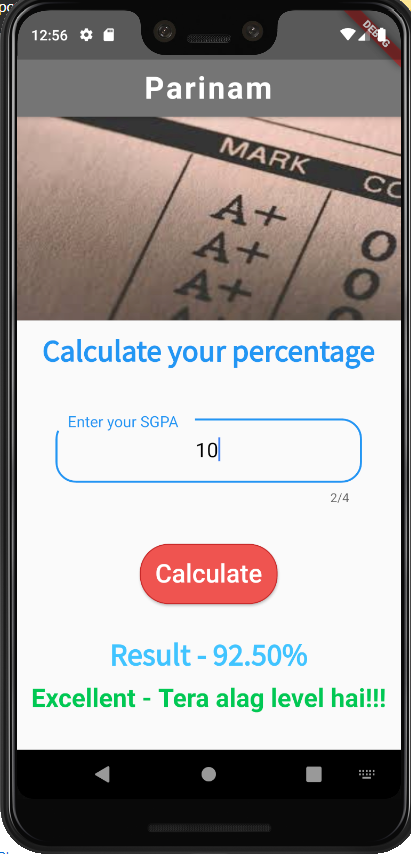 12:56
DEBUG
Parinam
MARK
CO
A+
A+ O
A+ O
Calculate your percentage
Enter your SGPA
10
2/4
Calculate
Result - 92.50%
Excellent - Tera alag level hai!!!